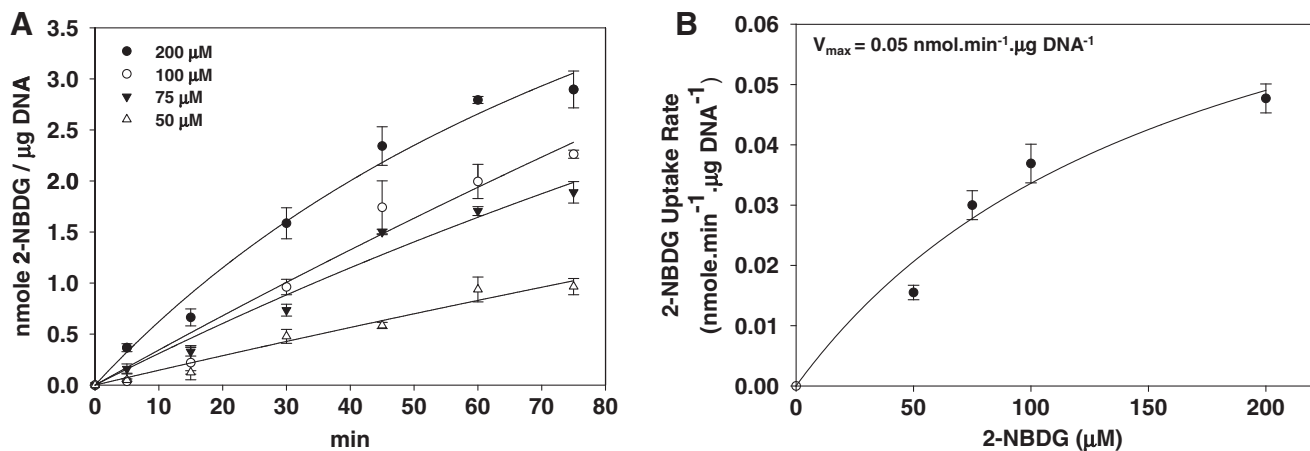 A
nmole 2-NBDG / µg DNA
3.5
3.0
2.5
2.0
1.5
1.0
0.5
0.0
200 µM
100 µM
75 µM
50 µM
0 10 20 30 40 50 60 70 80
min
B
2-NBDG Uptake Rate
(nmole.min⁻¹.µg DNA⁻¹)
0.06
0.05
0.04
0.03
0.02
0.01
0.00
Vmax = 0.05 nmol.min⁻¹.µg DNA⁻¹
0 50 100 150 200
2-NBDG (µM)